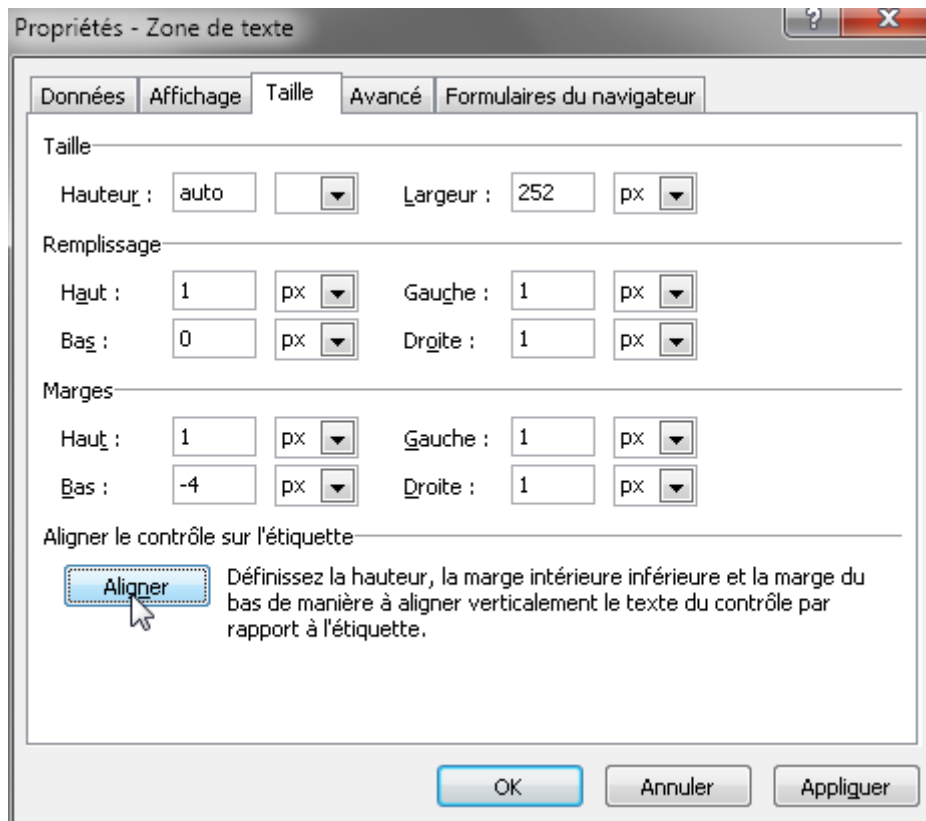 Propriétés - Zone de texte
?
Données Affichage Taille Avancé Formulaires du navigateur
Taille
Hauteur : auto Largeur : 252 px
Remplissage
Haut : 1 px Gauche : 1 px
Bas : 0 px Droite : 1 px
Marges
Haut : 1 px Gauche : 1 px
Bas : -4 px Droite : 1 px
Aligner le contrôle sur l'étiquette
Aligner Définissez la hauteur, la marge intérieure inférieure et la marge du
bas de manière à aligner verticalement le texte du contrôle par
rapport à l'étiquette.
OK Annuler Appliquer